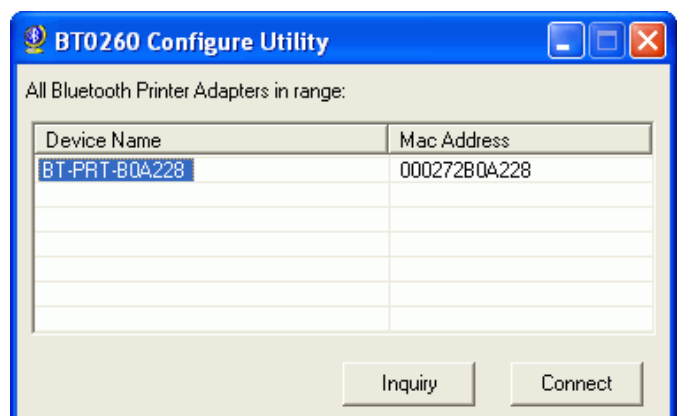 BT0260 Configure Utility
All Bluetooth Printer Adapters in range:
Device Name Mac Address
BT-PRT-B0A228 000272B0A228
Inquiry Connect